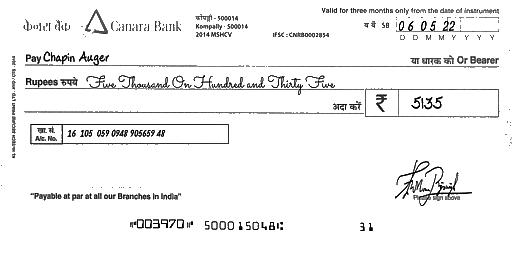 Valid for three months only from the date of instrument
केनरा बैंक Canara Bank
कोंपल्ली - 500014
Kompally - 500014
2014 MSHCV
IFSC : CNRB0002854
06 05 22
D D M M Y Y Y Y
Pay Chapin Auger
या धारक को Or Bearer
Rupees रुपये Five Thousand On Hundred and Thirty Five
अदा करें ₹ 5135
खा. सं.
A/c. No. 16 105 059 0948 905659 48
Please sign above
"Payable at par at all our Branches in India"
⑈003970⑈ 500015048⑆ 31